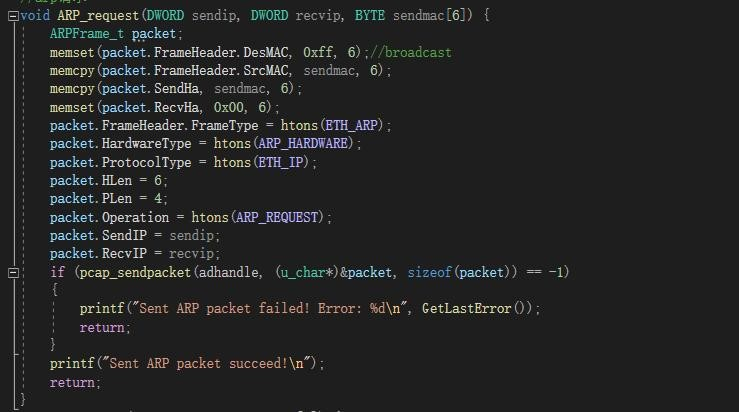 void ARP_request(DWORD sendip, DWORD recvip, BYTE sendmac[6]) {
ARPFrame_t packet;
memset(packet.FrameHeader.DesMAC, 0xff, 6);//broadcast
memcpy(packet.FrameHeader.SrcMAC, sendmac, 6);
memcpy(packet.SendHa, sendmac, 6);
memset(packet.RecvHa, 0x00, 6);
packet.FrameHeader.FrameType = htons(ETH_ARP);
packet.HardwareType = htons(ARP_HARDWARE);
packet.ProtocolType = htons(ETH_IP);
packet.HLen = 6;
packet.PLen = 4;
packet.Operation = htons(ARP_REQUEST);
packet.SendIP = sendip;
packet.RecvIP = recvip;
if (pcap_sendpacket(adhandle, (u_char*)&packet, sizeof(packet)) == -1)
{
printf("Sent ARP packet failed! Error: %d\n", GetLastError());
return;
}
printf("Sent ARP packet succeed!\n");
return;
}